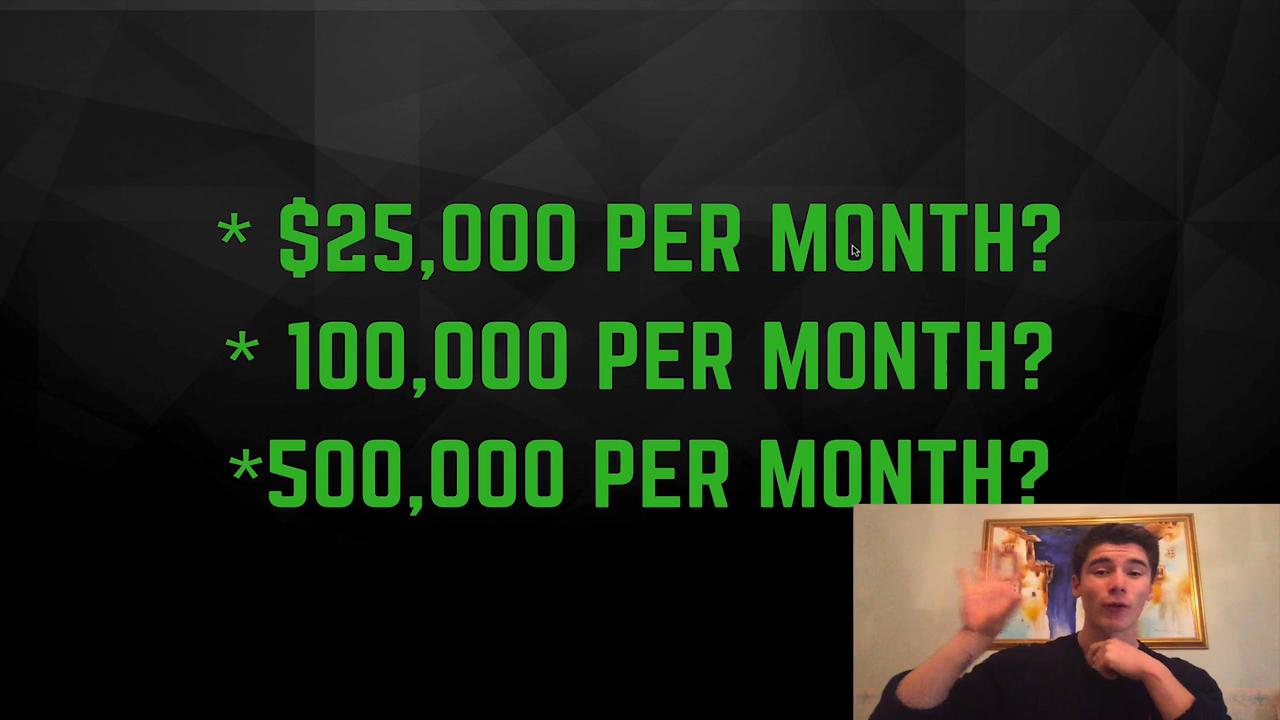 * $25,000 PER MONTH?
* 100,000 PER MONTH?
*500,000 PER MONTH?